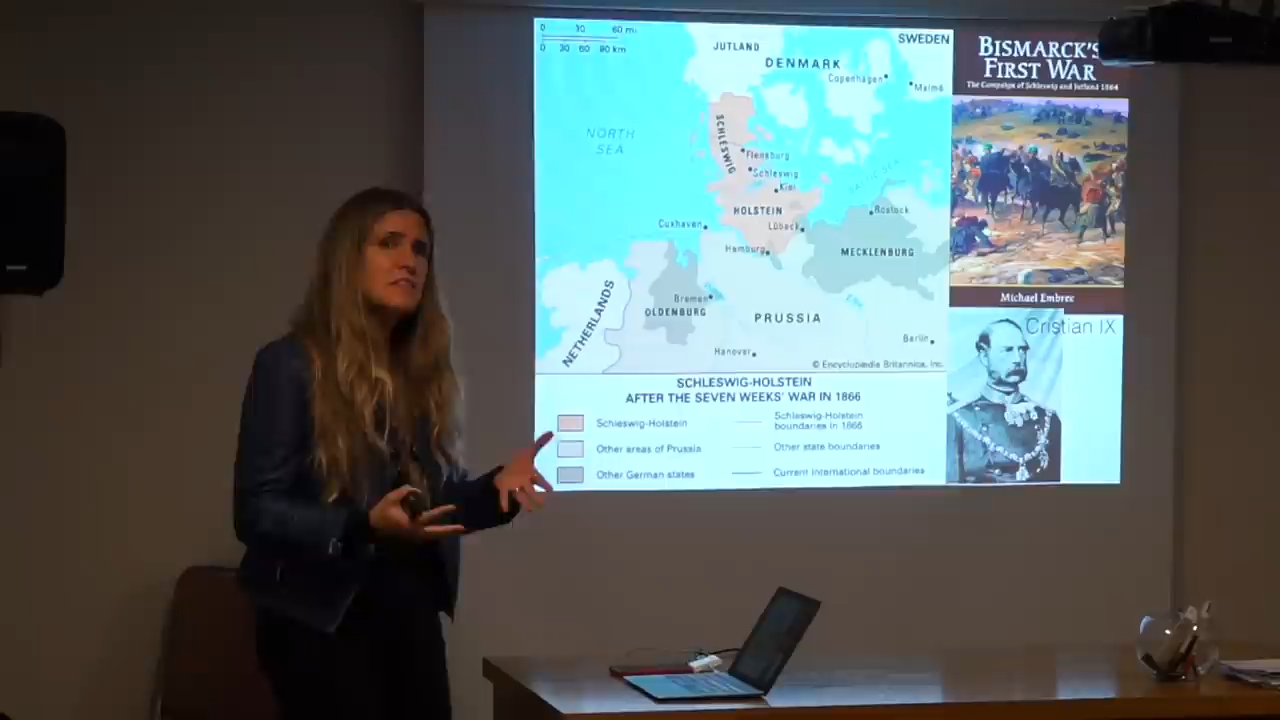 0 30 60 mi
0 30 60 90 km
JUTLAND
SWEDEN
DENMARK
Copenhagen
Malmö
NORTH
SEA
SCHLESWIG
Flensburg
Schleswig
Kiel
BALTIC SEA
HOLSTEIN
Rostock
Cuxhaven
Lübeck
Hamburg
MECKLENBURG
NETHERLANDS
Bremen
OLDENBURG
PRUSSIA
Hanover
Berlin
© Encyclopædia Britannica, Inc.
SCHLESWIG-HOLSTEIN
AFTER THE SEVEN WEEKS' WAR IN 1866
Schleswig-Holstein
Other areas of Prussia
Other German states
Schleswig-Holstein
boundaries in 1866
Other state boundaries
Current international boundaries
BISMARCK'S
FIRST WAR
The Campaign of Schleswig and Jutland 1864
Michael Embree
Cristian IX